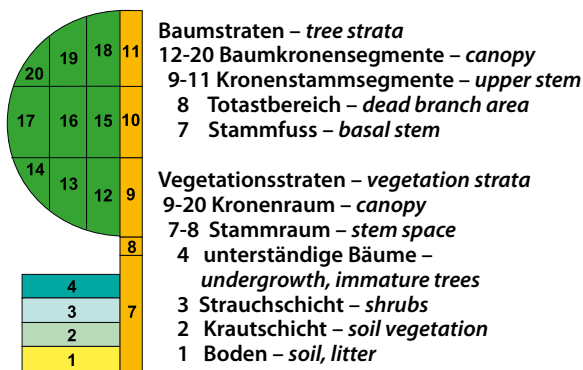 Baumstraten – tree strata
12-20 Baumkronensegmente – canopy
9-11 Kronenstammsegmente – upper stem
8 Totastbereich – dead branch area
7 Stammfuss – basal stem
Vegetationsstraten – vegetation strata
9-20 Kronenraum – canopy
7-8 Stammraum – stem space
4 unterständige Bäume –
undergrowth, immature trees
3 Strauchschicht – shrubs
2 Krautschicht – soil vegetation
1 Boden – soil, litter
20 19 18 11
17 16 15 10
14 13 12 9
8
7
4
3
2
1